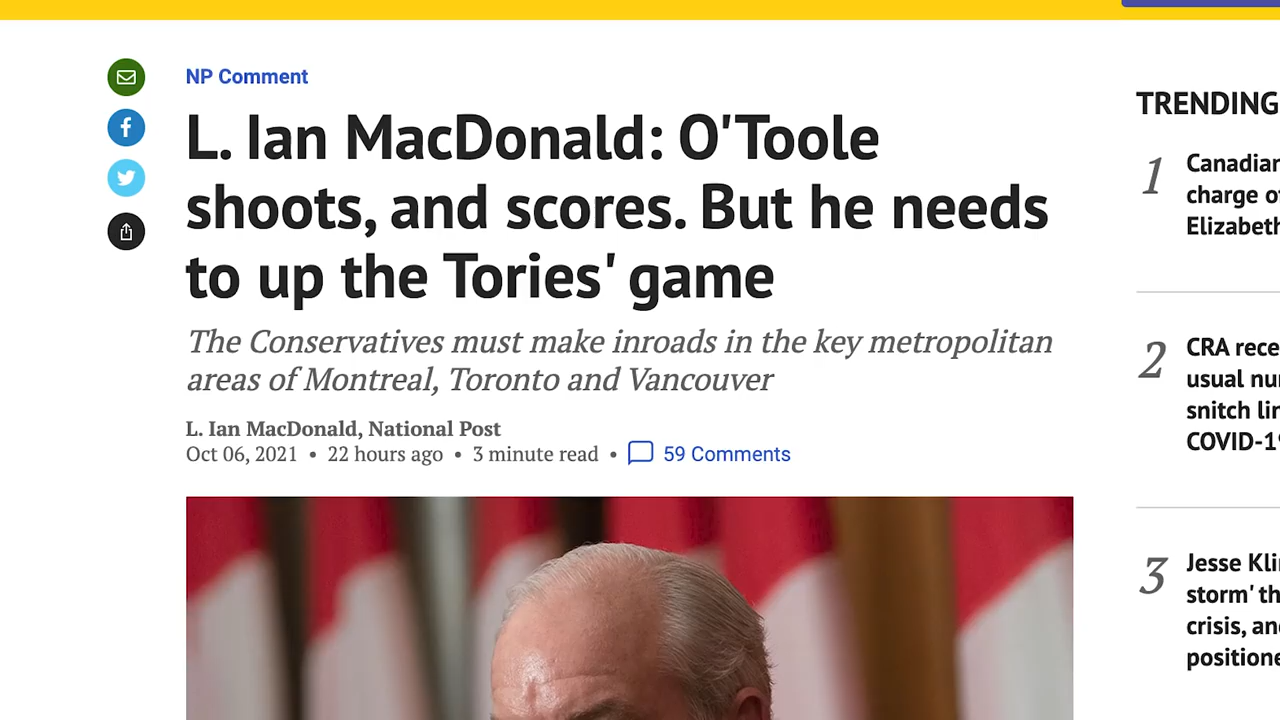 NP Comment
L. Ian MacDonald: O'Toole
shoots, and scores. But he needs
to up the Tories' game
The Conservatives must make inroads in the key metropolitan
areas of Montreal, Toronto and Vancouver
L. Ian MacDonald, National Post
Oct 06, 2021 • 22 hours ago • 3 minute read • 59 Comments
TRENDING
1
Canadian
charge o
Elizabeth
2
CRA rece
usual nu
snitch lin
COVID-19
3
Jesse Kli
storm' th
crisis, an
positione